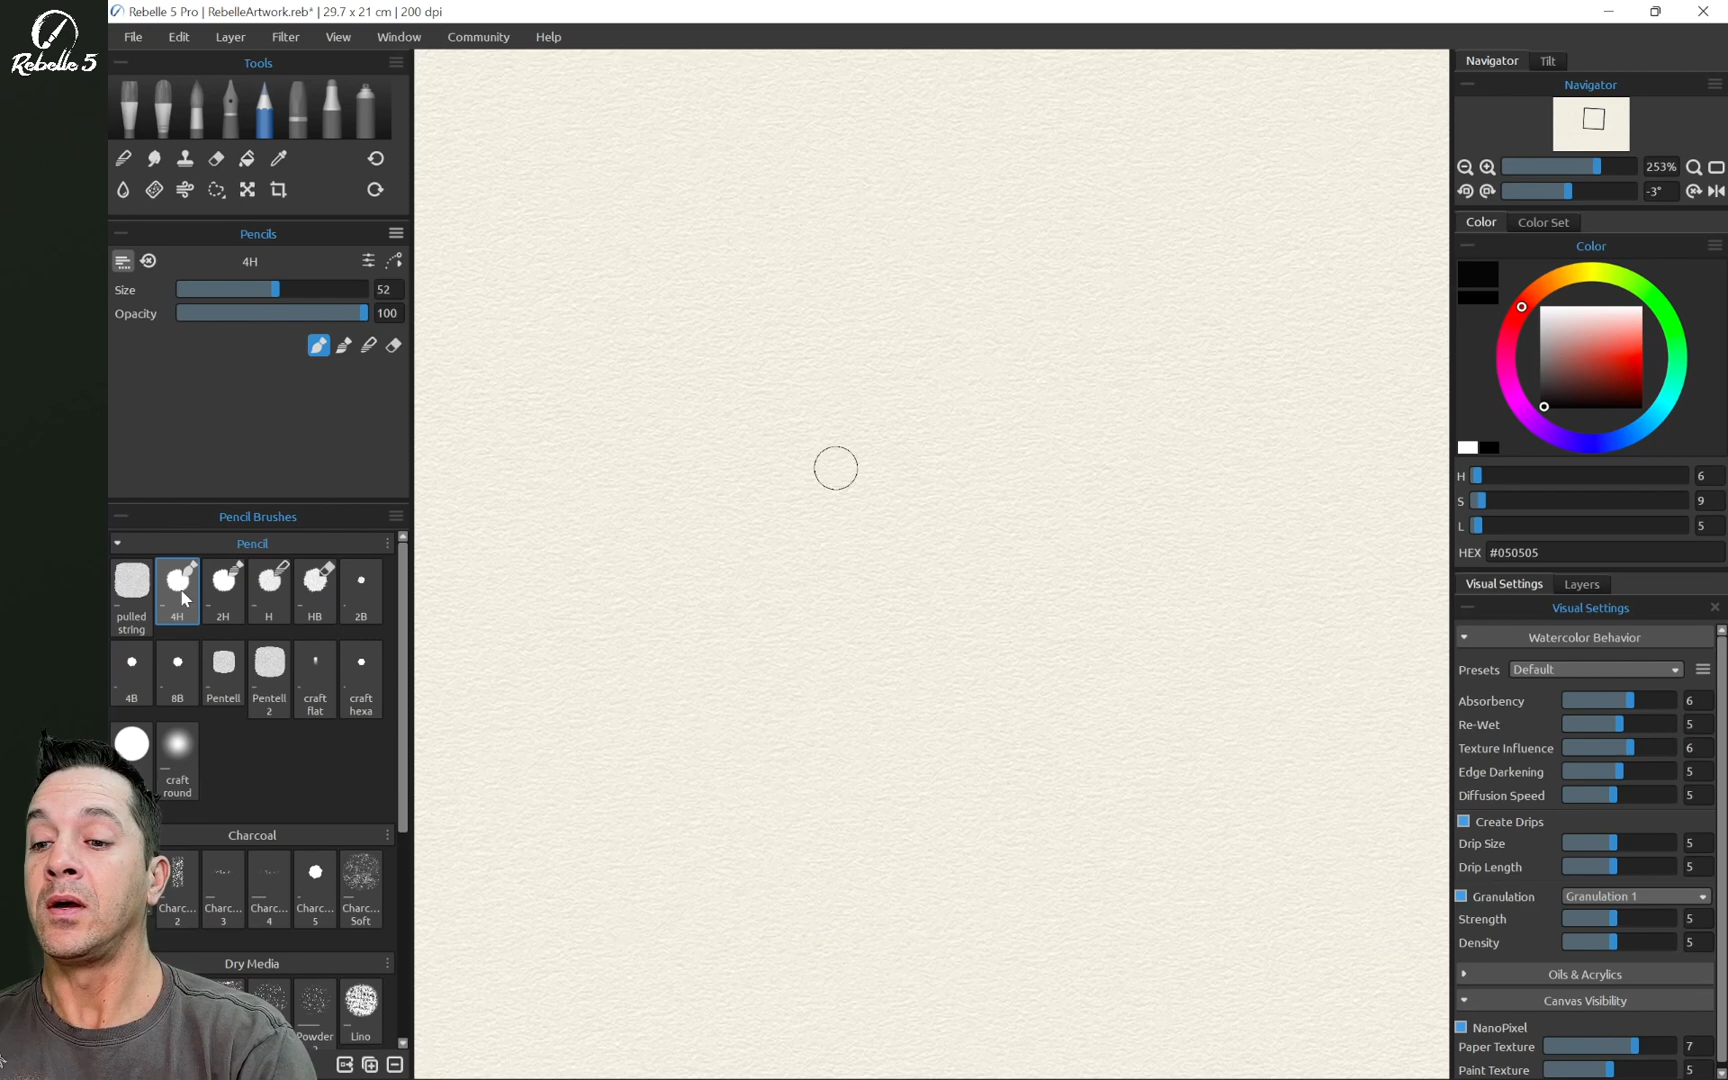 Rebelle 5
Rebelle 5 Pro | RebelleArtwork.reb* | 29.7 x 21 cm | 200 dpi
File Edit Layer Filter View Window Community Help
Tools
Pencils
4H
Size 52
Opacity 100
Pencil Brushes
Pencil
pulled string
4H
2H
H
HB
2B
4B
8B
Pentell
Pentell 2
craft flat
craft hexa
craft round
Charcoal
Charc... 2
Charc... 3
Charc... 4
Charc... 5
Charc... Soft
Dry Media
Powder
Lino
Navigator Tilt
Navigator
253%
-3°
Color Color Set
Color
H 6
S 9
L 5
HEX #050505
Visual Settings Layers
Visual Settings
Watercolor Behavior
Presets Default
Absorbency 6
Re-Wet 5
Texture Influence 6
Edge Darkening 5
Diffusion Speed 5
Create Drips
Drip Size 5
Drip Length 5
Granulation Granulation 1
Strength 5
Density 5
Oils & Acrylics
Canvas Visibility
NanoPixel
Paper Texture 7
Paint Texture 5